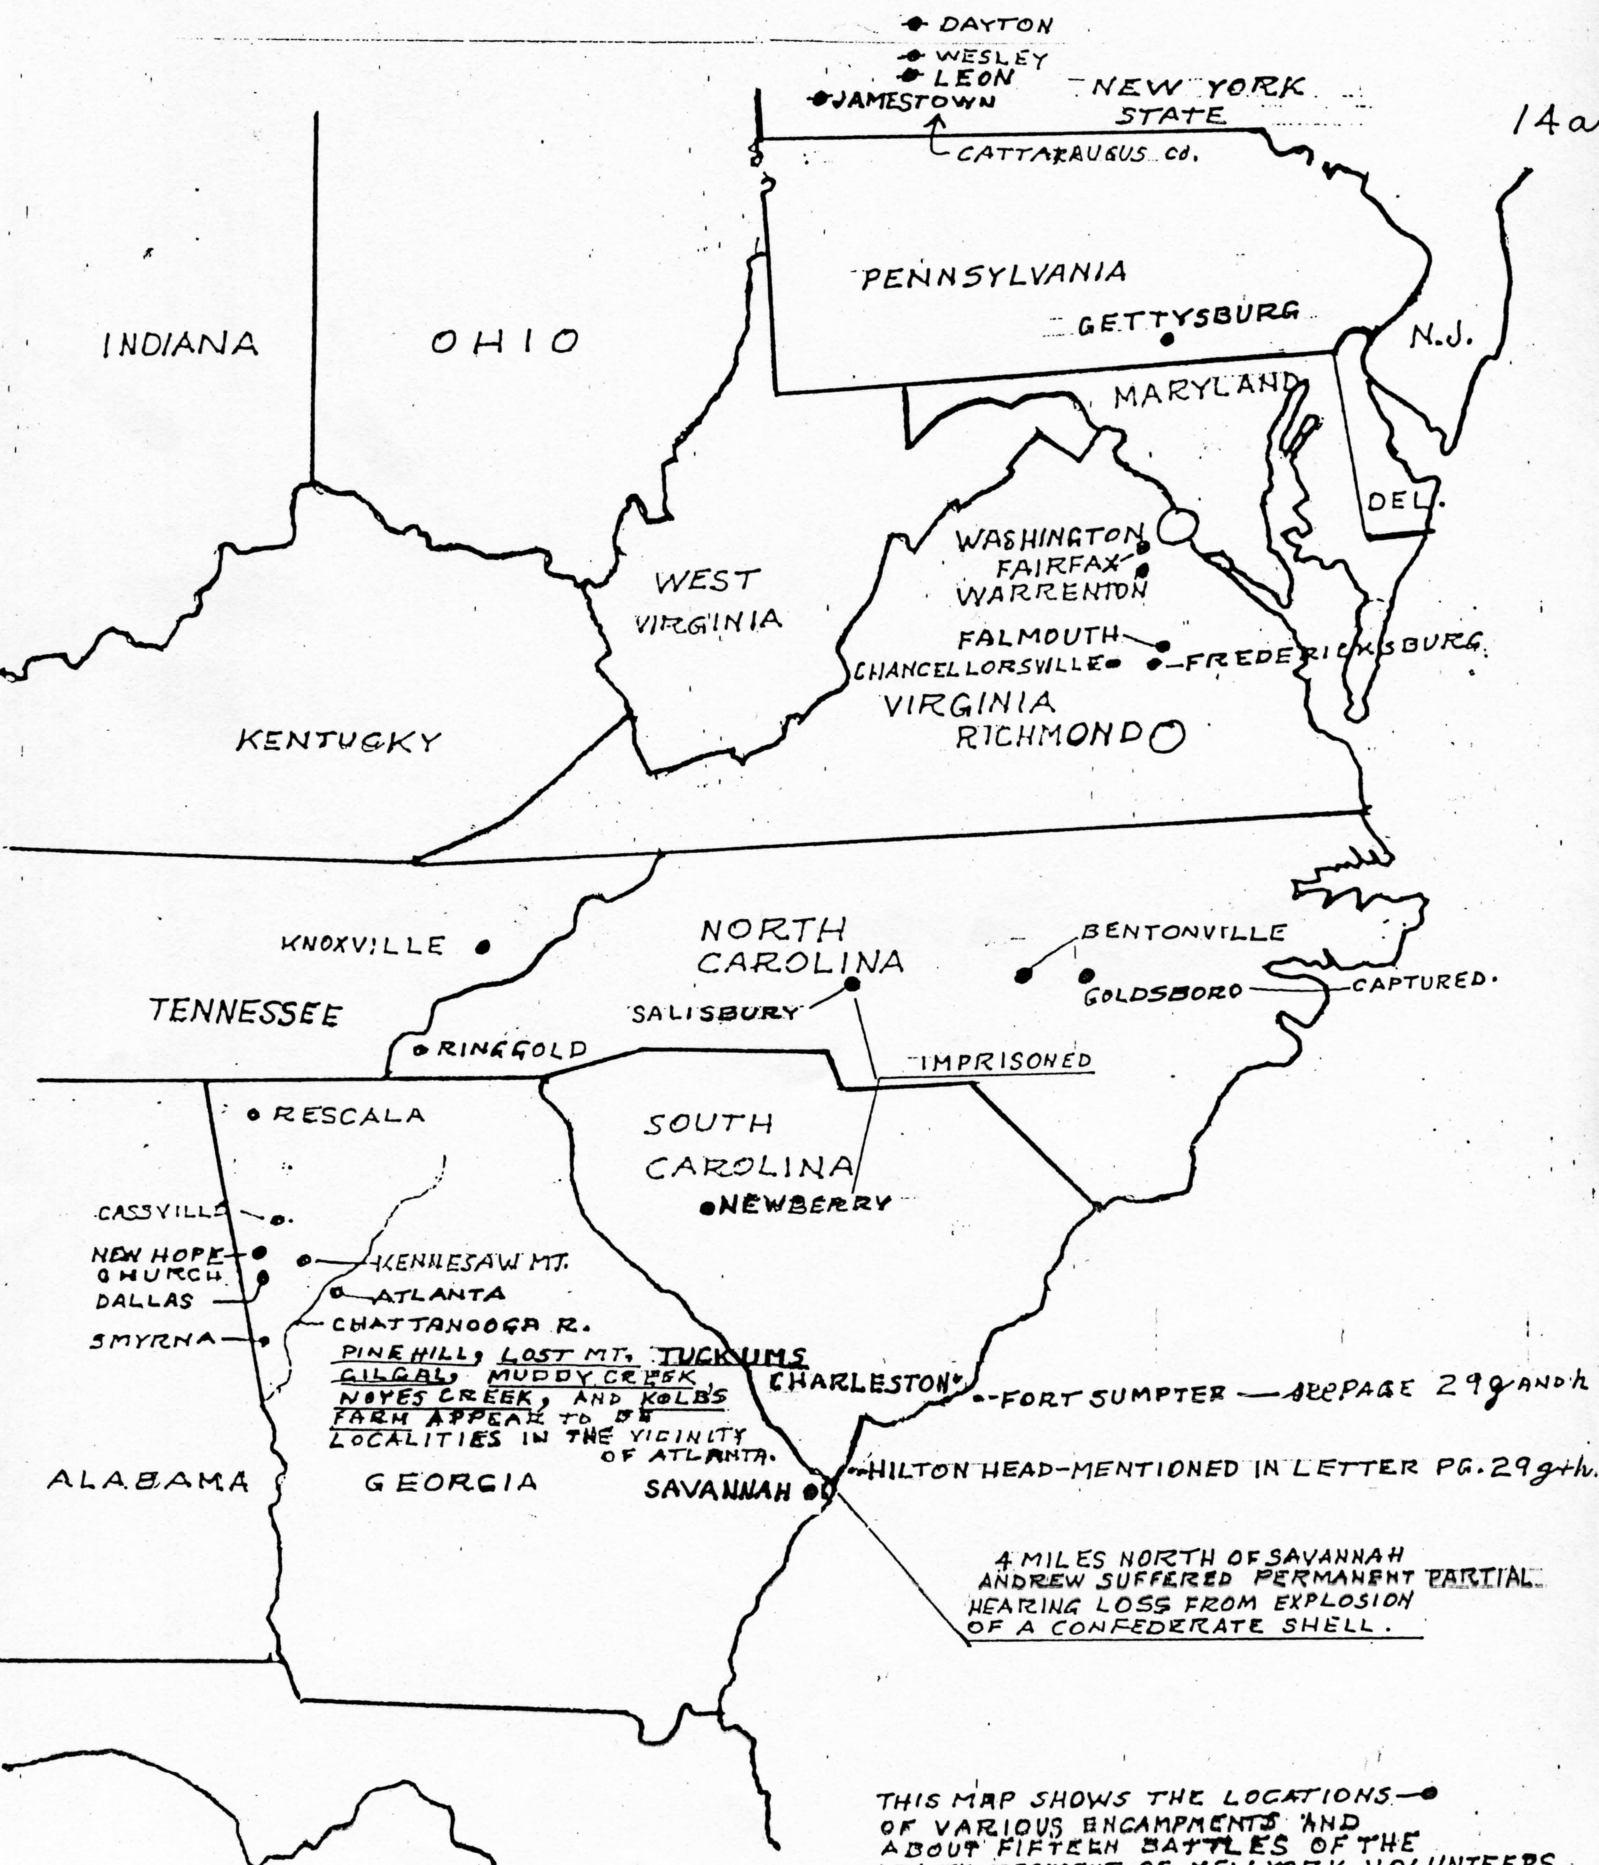 DAYTON
WESLEY
LEON
JAMESTOWN
NEW YORK
STATE
14a
CATTARAUGUS CO.
PENNSYLVANIA
GETTYSBURG
INDIANA
OHIO
N.J.
MARYLAND
DEL.
WASHINGTON
FAIRFAX
WARRENTON
WEST
VIRGINIA
FALMOUTH
CHANCELLORSVILLE
FREDERICKSBURG.
VIRGINIA
RICHMOND
KENTUCKY
KNOXVILLE
NORTH
CAROLINA
BENTONVILLE
GOLDSBORO
CAPTURED.
SALISBURY
TENNESSEE
RINGGOLD
IMPRISONED
RESCALA
SOUTH
CAROLINA
NEWBERRY
CASSVILLE
NEW HOPE
CHURCH
DALLAS
SMYRNA
KENNESAW MT.
ATLANTA
CHATTANOOGA R.
PINE HILL, LOST MT. TUCKUMS
GILGAL, MUDDY CREEK,
NOYES CREEK, AND KOLBS
FARM APPEAR TO BE
LOCALITIES IN THE VICINITY
OF ATLANTA.
CHARLESTON
FORT SUMPTER — see PAGE 29g AND h
HILTON HEAD-MENTIONED IN LETTER PG. 29g+h.
ALABAMA
GEORGIA
SAVANNAH
4 MILES NORTH OF SAVANNAH
ANDREW SUFFERED PERMANENT PARTIAL
HEARING LOSS FROM EXPLOSION
OF A CONFEDERATE SHELL.
THIS MAP SHOWS THE LOCATIONS
OF VARIOUS ENCAMPMENTS AND
ABOUT FIFTEEN BATTLES OF THE
VOLUNTEERS